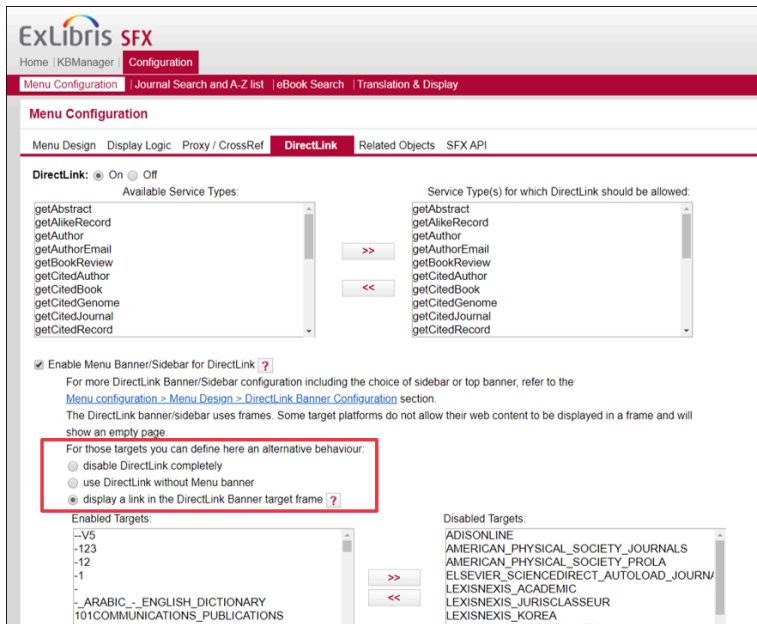 ExLibris SFX
Home | KBManager | Configuration
Menu Configuration | Journal Search and A-Z list | eBook Search | Translation & Display
Menu Configuration
Menu Design Display Logic Proxy / CrossRef DirectLink Related Objects SFX API
DirectLink: On Off
Available Service Types: Service Type(s) for which DirectLink should be allowed:
getAbstract getAbstract
getAlikeRecord getAlikeRecord
getAuthor getAuthor
getAuthorEmail getAuthorEmail
>>
getBookReview getBookReview
getCitedAuthor getCitedAuthor
getCitedBook getCitedBook
<<
getCitedGenome getCitedGenome
getCitedJournal getCitedJournal
getCitedRecord getCitedRecord
Enable Menu Banner/Sidebar for DirectLink ?
For more DirectLink Banner/Sidebar configuration including the choice of sidebar or top banner, refer to the
Menu configuration > Menu Design > DirectLink Banner Configuration section.
The DirectLink banner/sidebar uses frames. Some target platforms do not allow their web content to be displayed in a frame and will
show an empty page
For those targets you can define here an alternative behaviour:
disable DirectLink completely
use DirectLink without Menu banner
display a link in the DirectLink Banner target frame ?
Enabled Targets: Disabled Targets:
--V5 ADISONLINE
-123 AMERICAN_PHYSICAL_SOCIETY_JOURNALS
-12 AMERICAN_PHYSICAL_SOCIETY_PROLA
-1 >> ELSEVIER_SCIENCEDIRECT_AUTOLOAD_JOURNA
- LEXISNEXIS_ACADEMIC
-_ARABIC_-_ENGLISH_DICTIONARY << LEXISNEXIS_JURISCLASSEUR
101COMMUNICATIONS_PUBLICATIONS LEXISNEXIS_KOREA